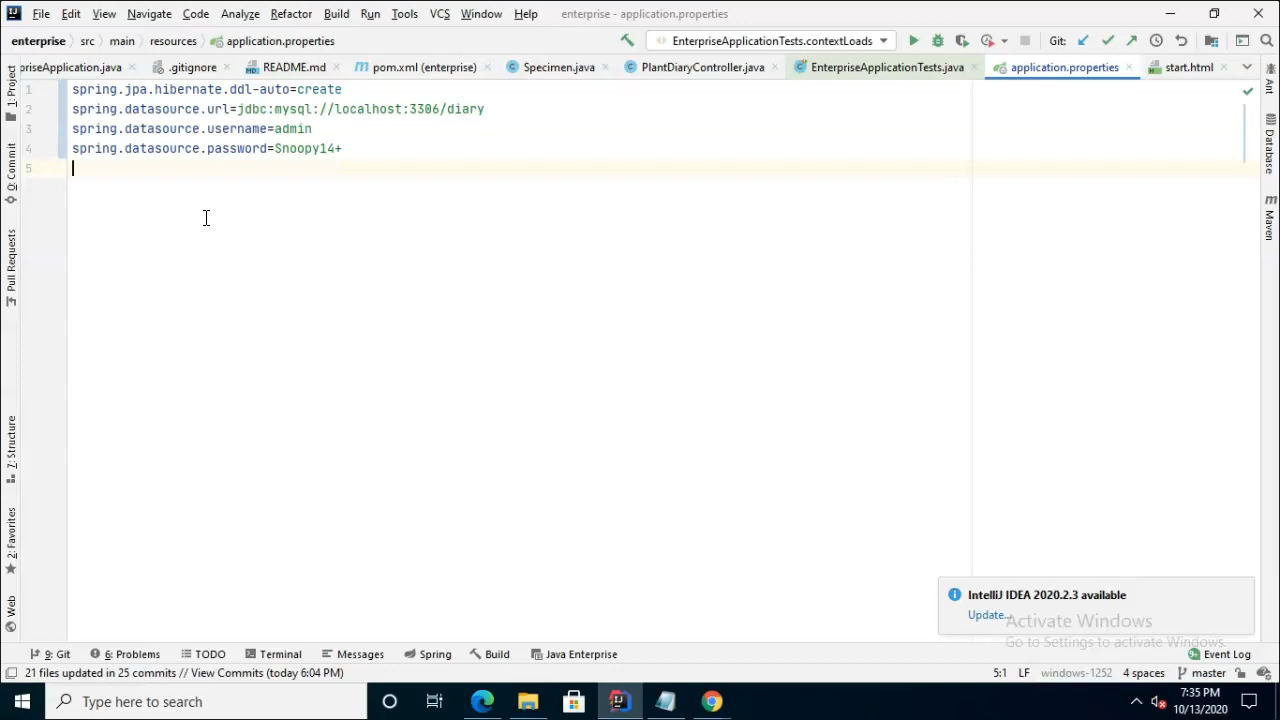 File Edit View Navigate Code Analyze Refactor Build Run Tools VCS Window Help enterprise - application.properties
enterprise src main resources application.properties EnterpriseApplicationTests.contextLoads Git:
priseApplication.java .gitignore README.md pom.xml (enterprise) Specimen.java PlantDiaryController.java EnterpriseApplicationTests.java application.properties start.html
1 spring.jpa.hibernate.ddl-auto=create
2 spring.datasource.url=jdbc:mysql://localhost:3306/diary
3 spring.datasource.username=admin
4 spring.datasource.password=Snoopy14+
5
1: Project
0: Commit
Pull Requests
7: Structure
2: Favorites
Web
Ant
Database
Maven
IntelliJ IDEA 2020.2.3 available
Update...
Activate Windows
Go to Settings to activate Windows.
9: Git 6: Problems TODO Terminal Messages Spring Build Java Enterprise Event Log
21 files updated in 25 commits // View Commits (today 6:04 PM) 5:1 LF windows-1252 4 spaces master
Type here to search
7:35 PM
10/13/2020